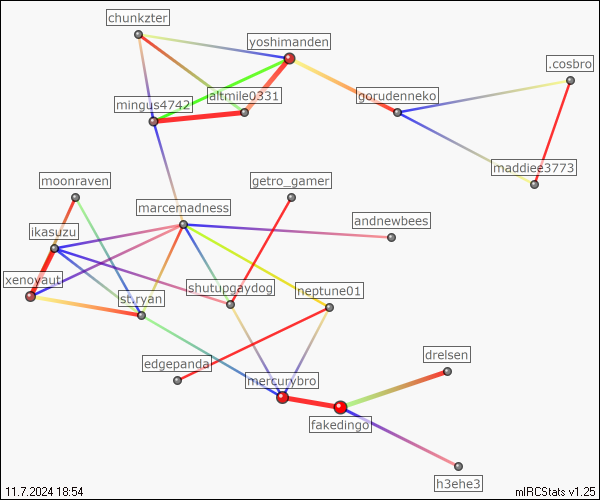 chunkzter
yoshimanden
.cosbro
gorudenneko
altmile0331
mingus4742
maddiee3773
moonraven
getro_gamer
marcemadness
andnewbees
ikasuzu
xenoyaut
shutupgaydog
neptune01
st.ryan
edgepanda
drelsen
mercurybro
fakedingo
h3ehe3
11.7.2024 18:54
mIRCStats v1.25